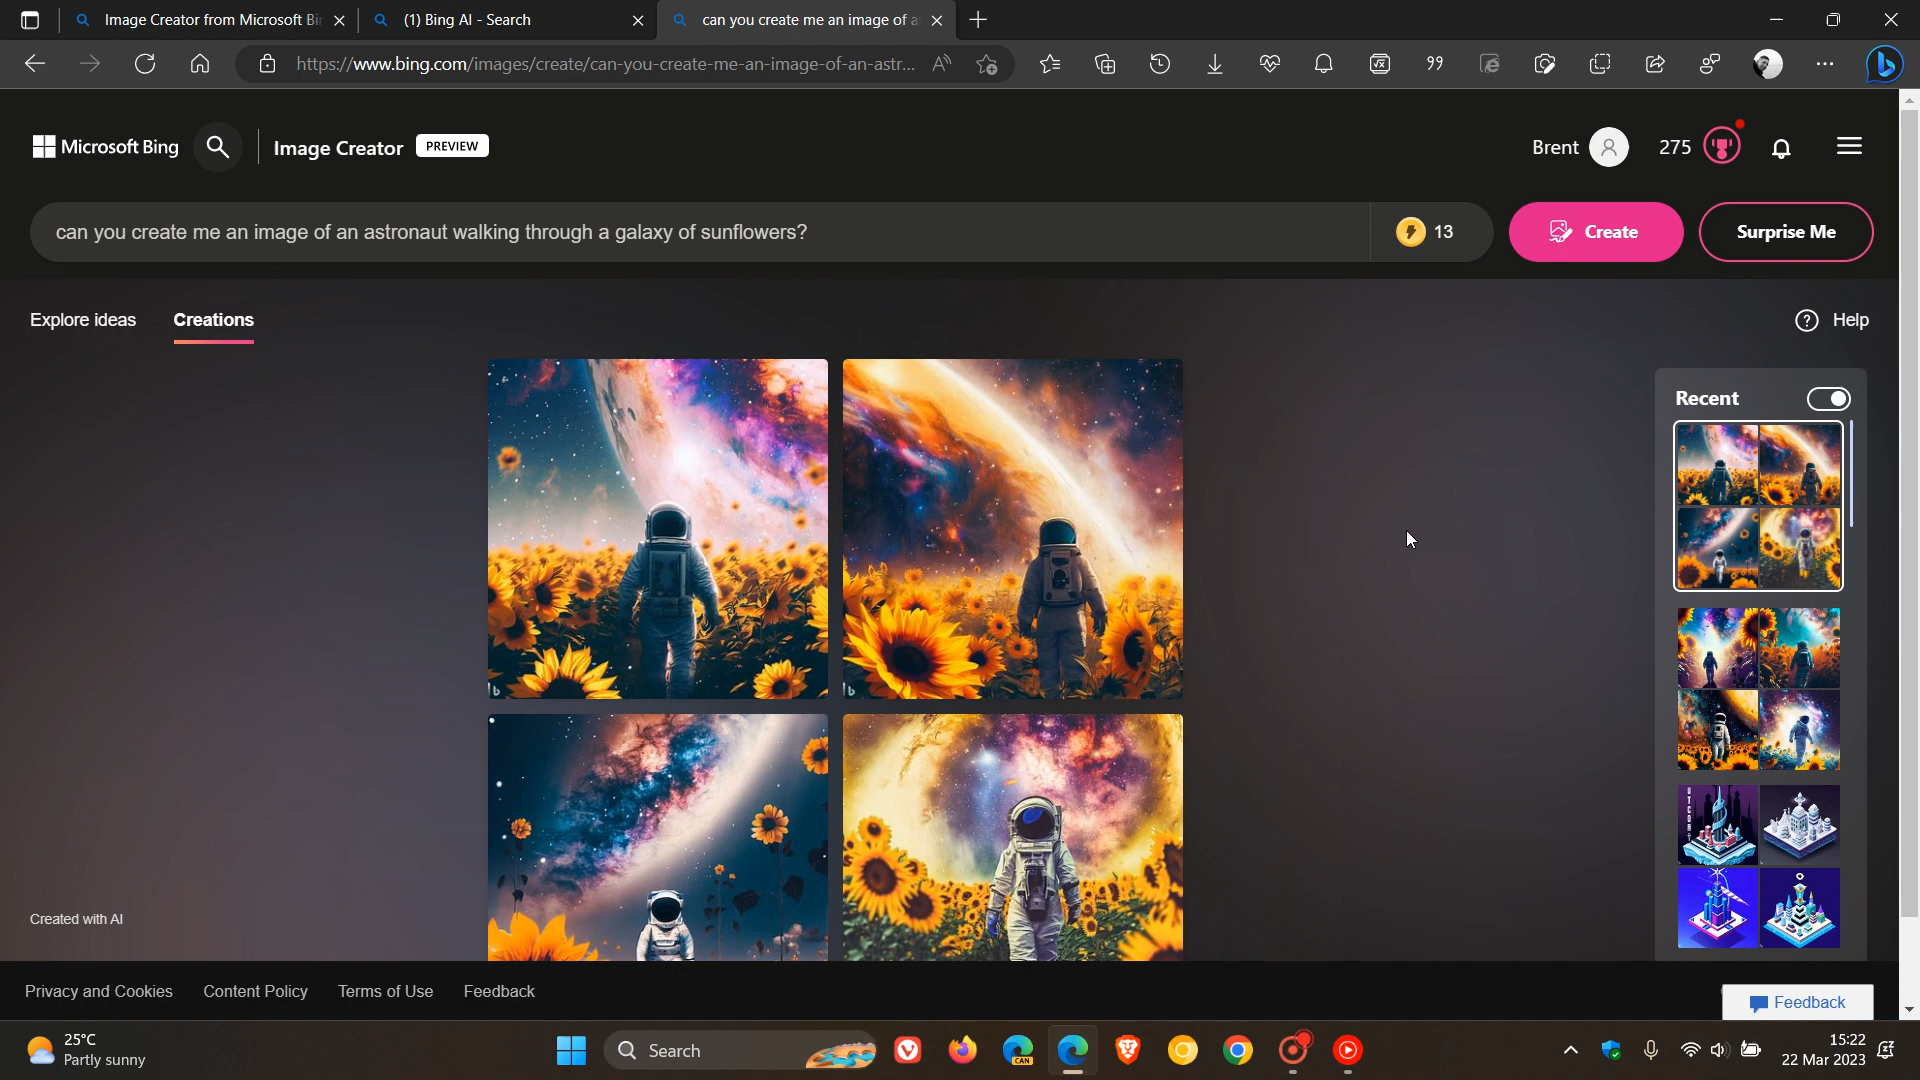 Image Creator from Microsoft Bi
(1) Bing AI - Search
can you create me an image of a
https://www.bing.com/images/create/can-you-create-me-an-image-of-an-astr...
Microsoft Bing
Image Creator
PREVIEW
Brent
275
can you create me an image of an astronaut walking through a galaxy of sunflowers?
13
Create
Surprise Me
Explore ideas
Creations
Help
Recent
Created with AI
Privacy and Cookies
Content Policy
Terms of Use
Feedback
Feedback
25°C
Partly sunny
Search
CAN
15:22
22 Mar 2023